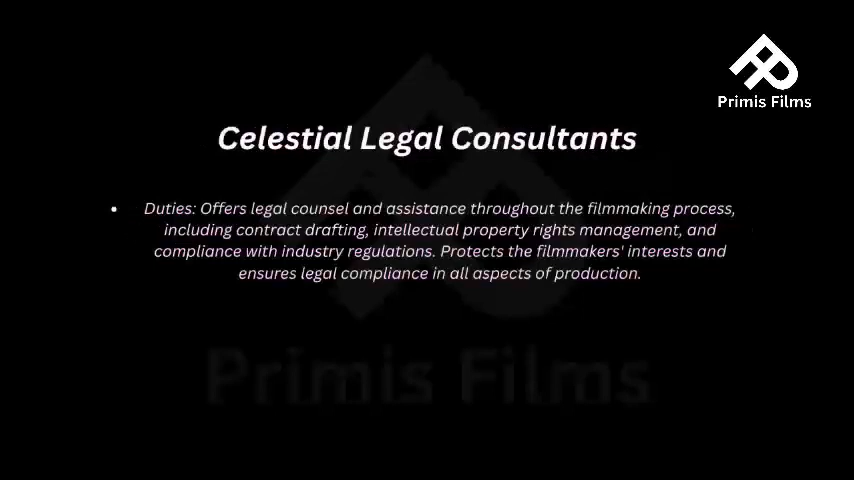 Primis Films
Celestial Legal Consultants
• Duties: Offers legal counsel and assistance throughout the filmmaking process,
including contract drafting, intellectual property rights management, and
compliance with industry regulations. Protects the filmmakers' interests and
ensures legal compliance in all aspects of production.
Primis Films